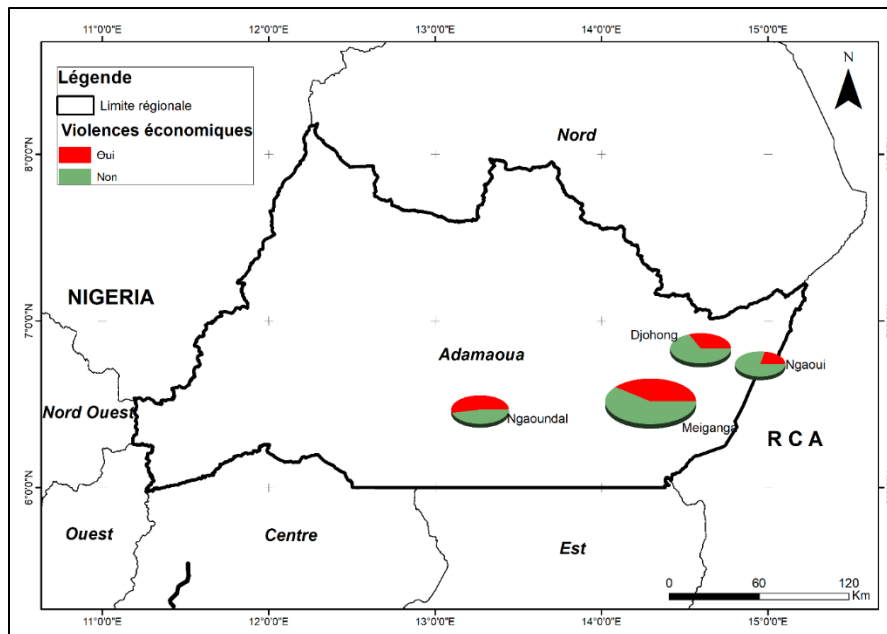 11°0'0"E 12°0'0"E 13°0'0"E 14°0'0"E 15°0'0"E
Légende
Limite régionale
Violences économiques
Oui
Non
N
Nord
8°0'0"N
NIGERIA
7°0'0"N
Djohong
Adamaoua
Ngaoui
Nord Ouest
Ngaoundal
Meiganga
R C A
6°0'0"N
Ouest
Centre
Est
0 60 120
Km
11°0'0"E 12°0'0"E 13°0'0"E 14°0'0"E 15°0'0"E